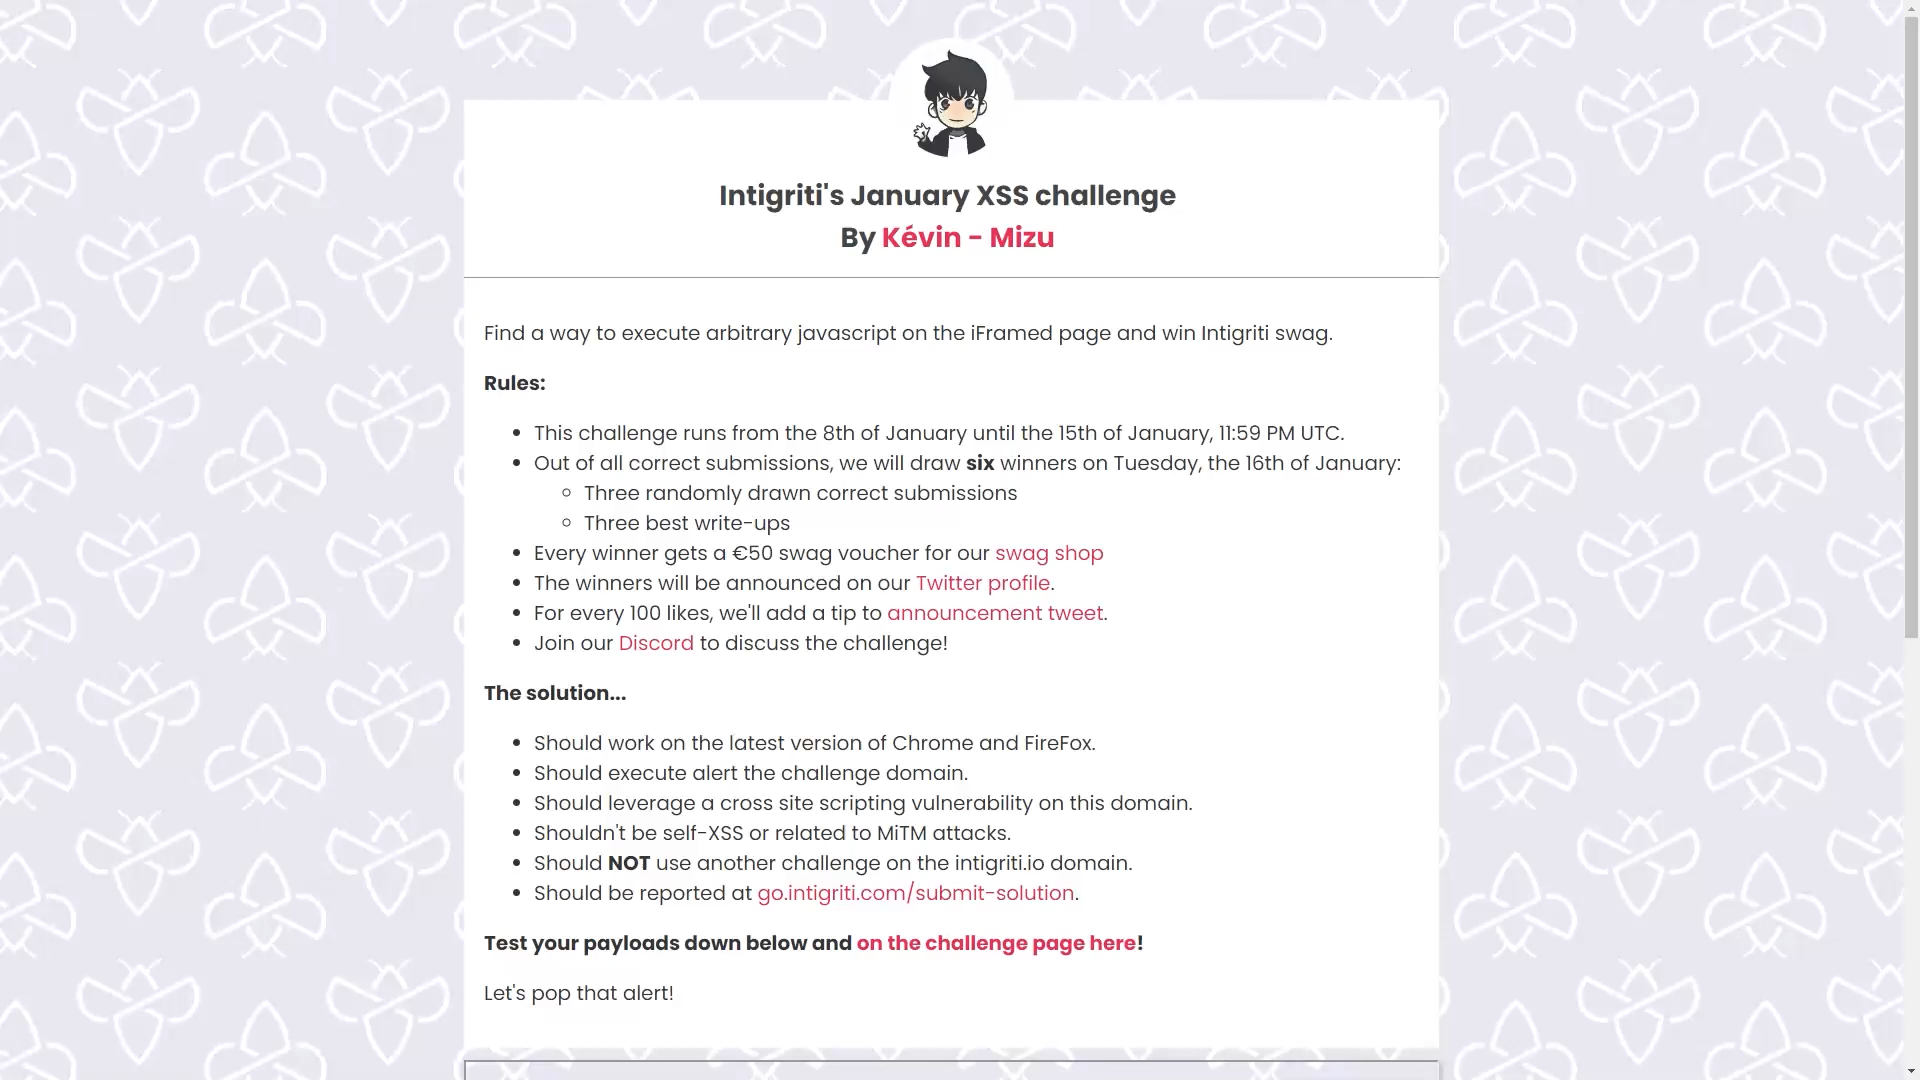 Intigriti's January XSS challenge
By Kévin - Mizu
Find a way to execute arbitrary javascript on the iFramed page and win Intigriti swag.
Rules:
This challenge runs from the 8th of January until the 15th of January, 11:59 PM UTC.
Out of all correct submissions, we will draw six winners on Tuesday, the 16th of January:
Three randomly drawn correct submissions
Three best write-ups
Every winner gets a €50 swag voucher for our swag shop
The winners will be announced on our Twitter profile.
For every 100 likes, we'll add a tip to announcement tweet.
Join our Discord to discuss the challenge!
The solution...
Should work on the latest version of Chrome and FireFox.
Should execute alert the challenge domain.
Should leverage a cross site scripting vulnerability on this domain.
Shouldn't be self-XSS or related to MiTM attacks.
Should NOT use another challenge on the intigriti.io domain.
Should be reported at go.intigriti.com/submit-solution.
Test your payloads down below and on the challenge page here!
Let's pop that alert!